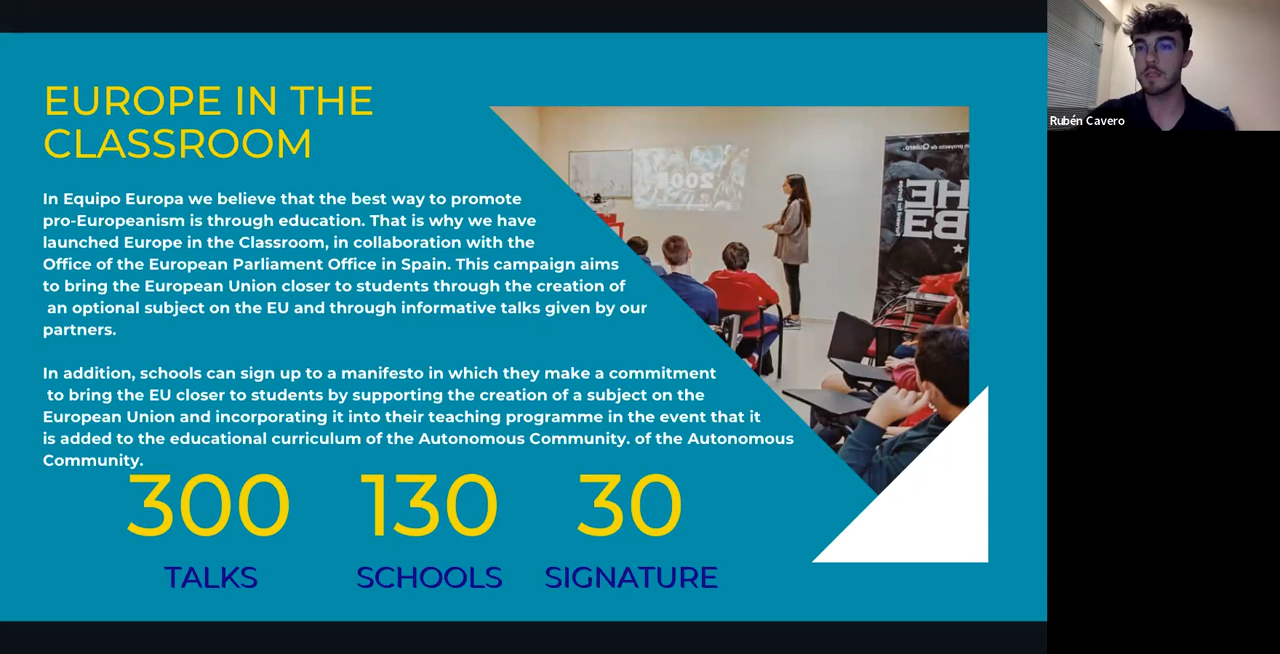 EUROPE IN THE
CLASSROOM
In Equipo Europa we believe that the best way to promote
pro-Europeanism is through education. That is why we have
launched Europe in the Classroom, in collaboration with the
Office of the European Parliament Office in Spain. This campaign aims
to bring the European Union closer to students through the creation of
an optional subject on the EU and through informative talks given by our
partners.
In addition, schools can sign up to a manifesto in which they make a commitment
to bring the EU closer to students by supporting the creation of a subject on the
European Union and incorporating it into their teaching programme in the event that it
is added to the educational curriculum of the Autonomous Community. of the Autonomous
Community.
300 130 30
TALKS SCHOOLS SIGNATURE
Rubén Cavero
2008
un proyecto de Quiero.
THE
BE